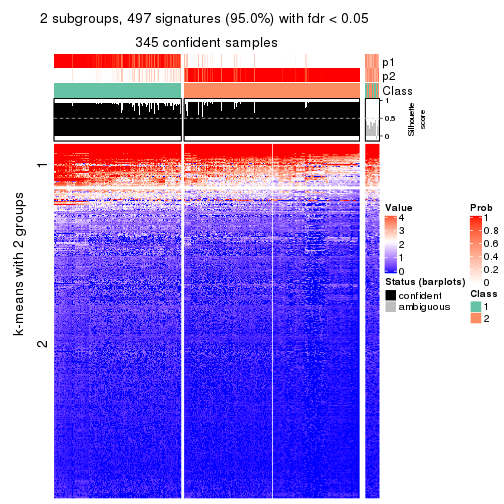 2 subgroups, 497 signatures (95.0%) with fdr < 0.05
345 confident samples
p1
p2
Class
1
0.5
0
Silhouette
score
k-means with 2 groups
1
2
Value
4
3
2
1
0
Status (barplots)
confident
ambiguous
Prob
1
0.8
0.6
0.4
0.2
0
Class
1
2